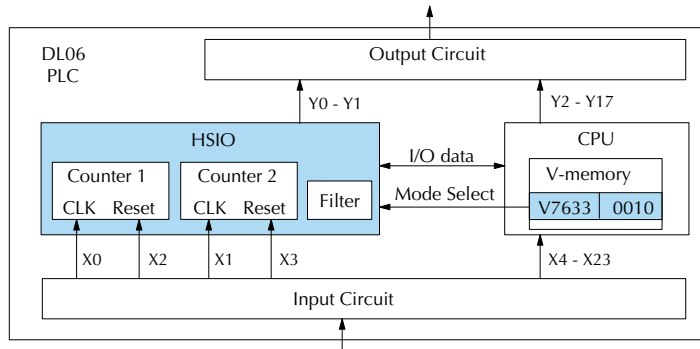 DL06
PLC
Output Circuit
Y0 - Y1
Y2 - Y17
HSIO
CPU
Counter 1
CLK Reset
Counter 2
CLK Reset
Filter
I/O data
Mode Select
V-memory
V7633 0010
X0
X2
X1
X3
X4 - X23
Input Circuit